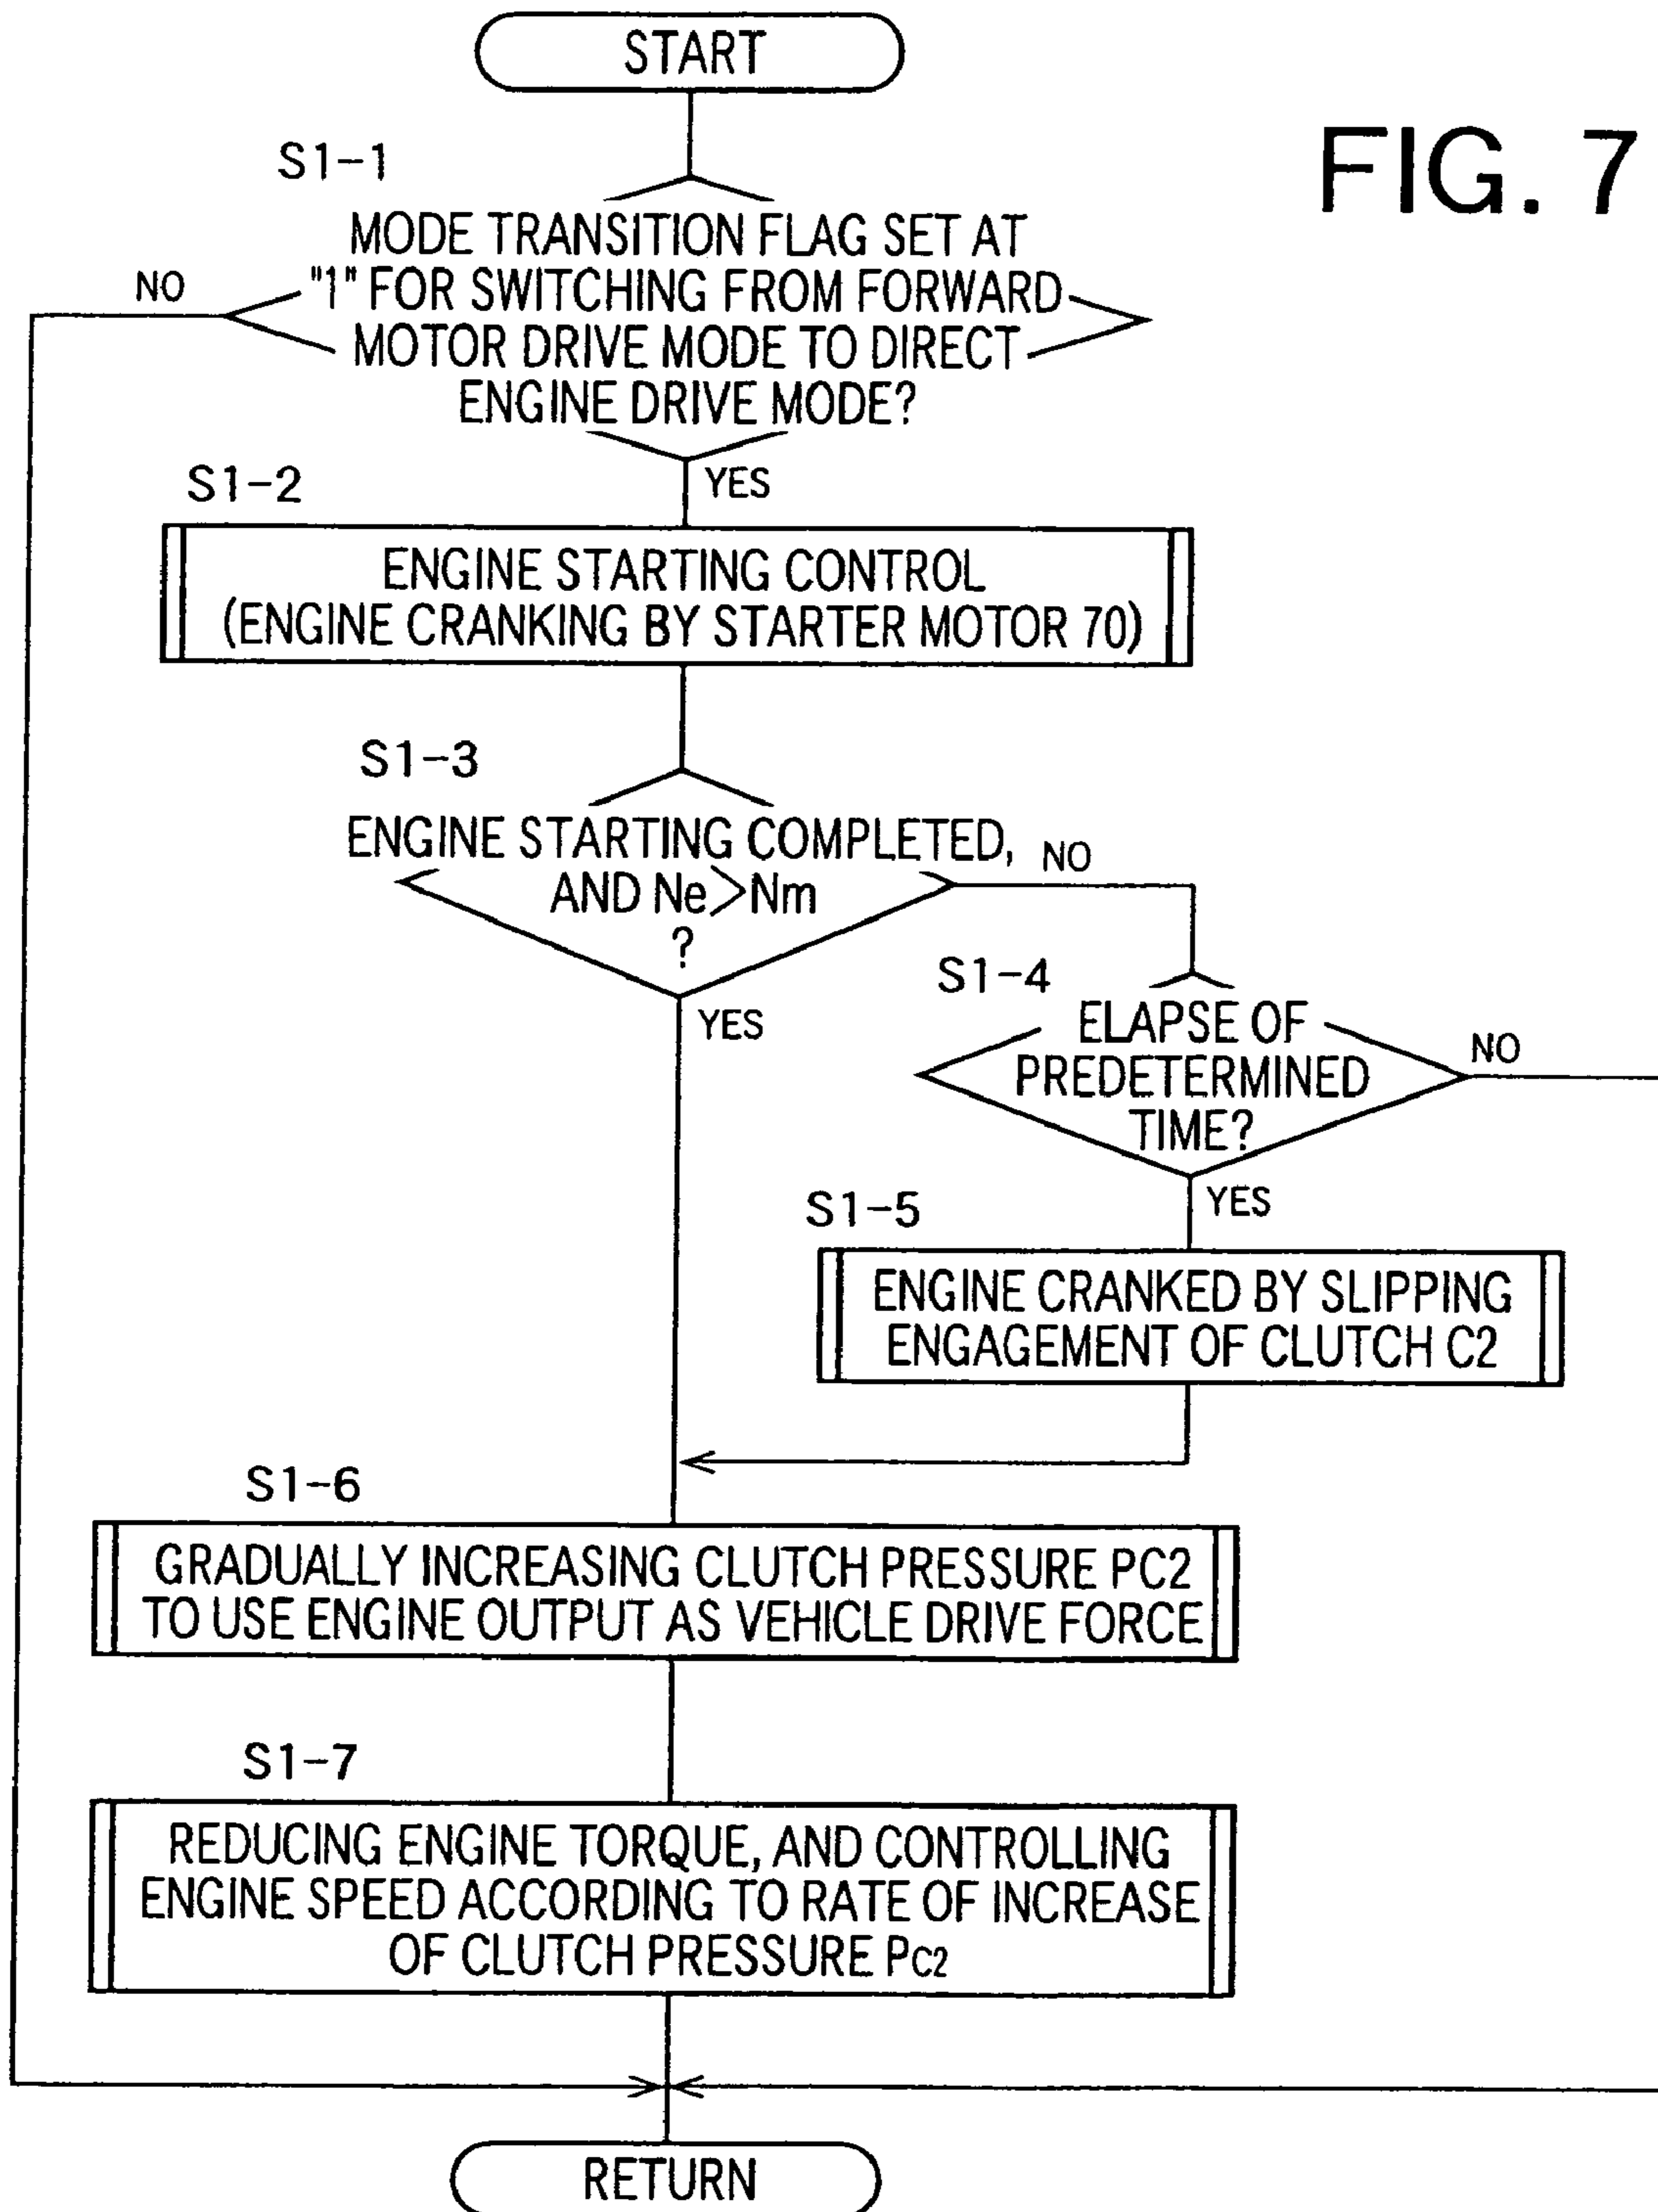 START
FIG. 7
S1-1
MODE TRANSITION FLAG SET AT
"1" FOR SWITCHING FROM FORWARD
MOTOR DRIVE MODE TO DIRECT
ENGINE DRIVE MODE?
NO
YES
S1-2
ENGINE STARTING CONTROL
(ENGINE CRANKING BY STARTER MOTOR 70)
S1-3
ENGINE STARTING COMPLETED,
AND Ne>Nm
?
NO
YES
S1-4
ELAPSE OF
PREDETERMINED
TIME?
NO
YES
S1-5
ENGINE CRANKED BY SLIPPING
ENGAGEMENT OF CLUTCH C2
S1-6
GRADUALLY INCREASING CLUTCH PRESSURE PC2
TO USE ENGINE OUTPUT AS VEHICLE DRIVE FORCE
S1-7
REDUCING ENGINE TORQUE, AND CONTROLLING
ENGINE SPEED ACCORDING TO RATE OF INCREASE
OF CLUTCH PRESSURE PC2
RETURN